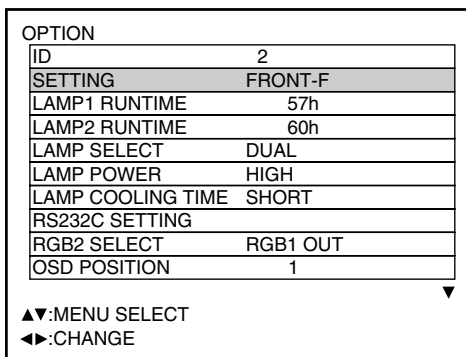 OPTION
ID 2
SETTING FRONT-F
LAMP1 RUNTIME 57h
LAMP2 RUNTIME 60h
LAMP SELECT DUAL
LAMP POWER HIGH
LAMP COOLING TIME SHORT
RS232C SETTING
RGB2 SELECT RGB1 OUT
OSD POSITION 1
▼
▲▼:MENU SELECT
◀▶:CHANGE